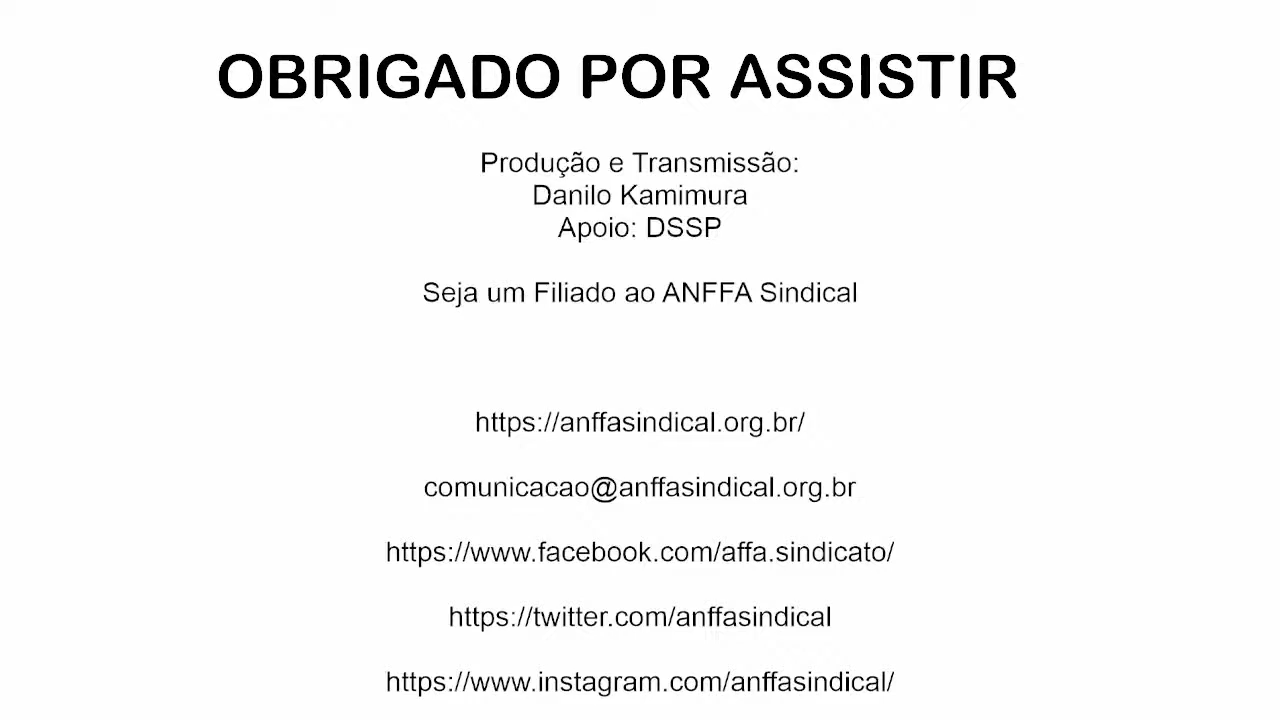 OBRIGADO POR ASSISTIR
Produção e Transmissão:
Danilo Kamimura
Apoio: DSSP
Seja um Filiado ao ANFFA Sindical
https://anffasindical.org.br/
comunicacao@anffasindical.org.br
https://www.facebook.com/affa.sindicato/
https://twitter.com/anffasindical
https://www.instagram.com/anffasindical/